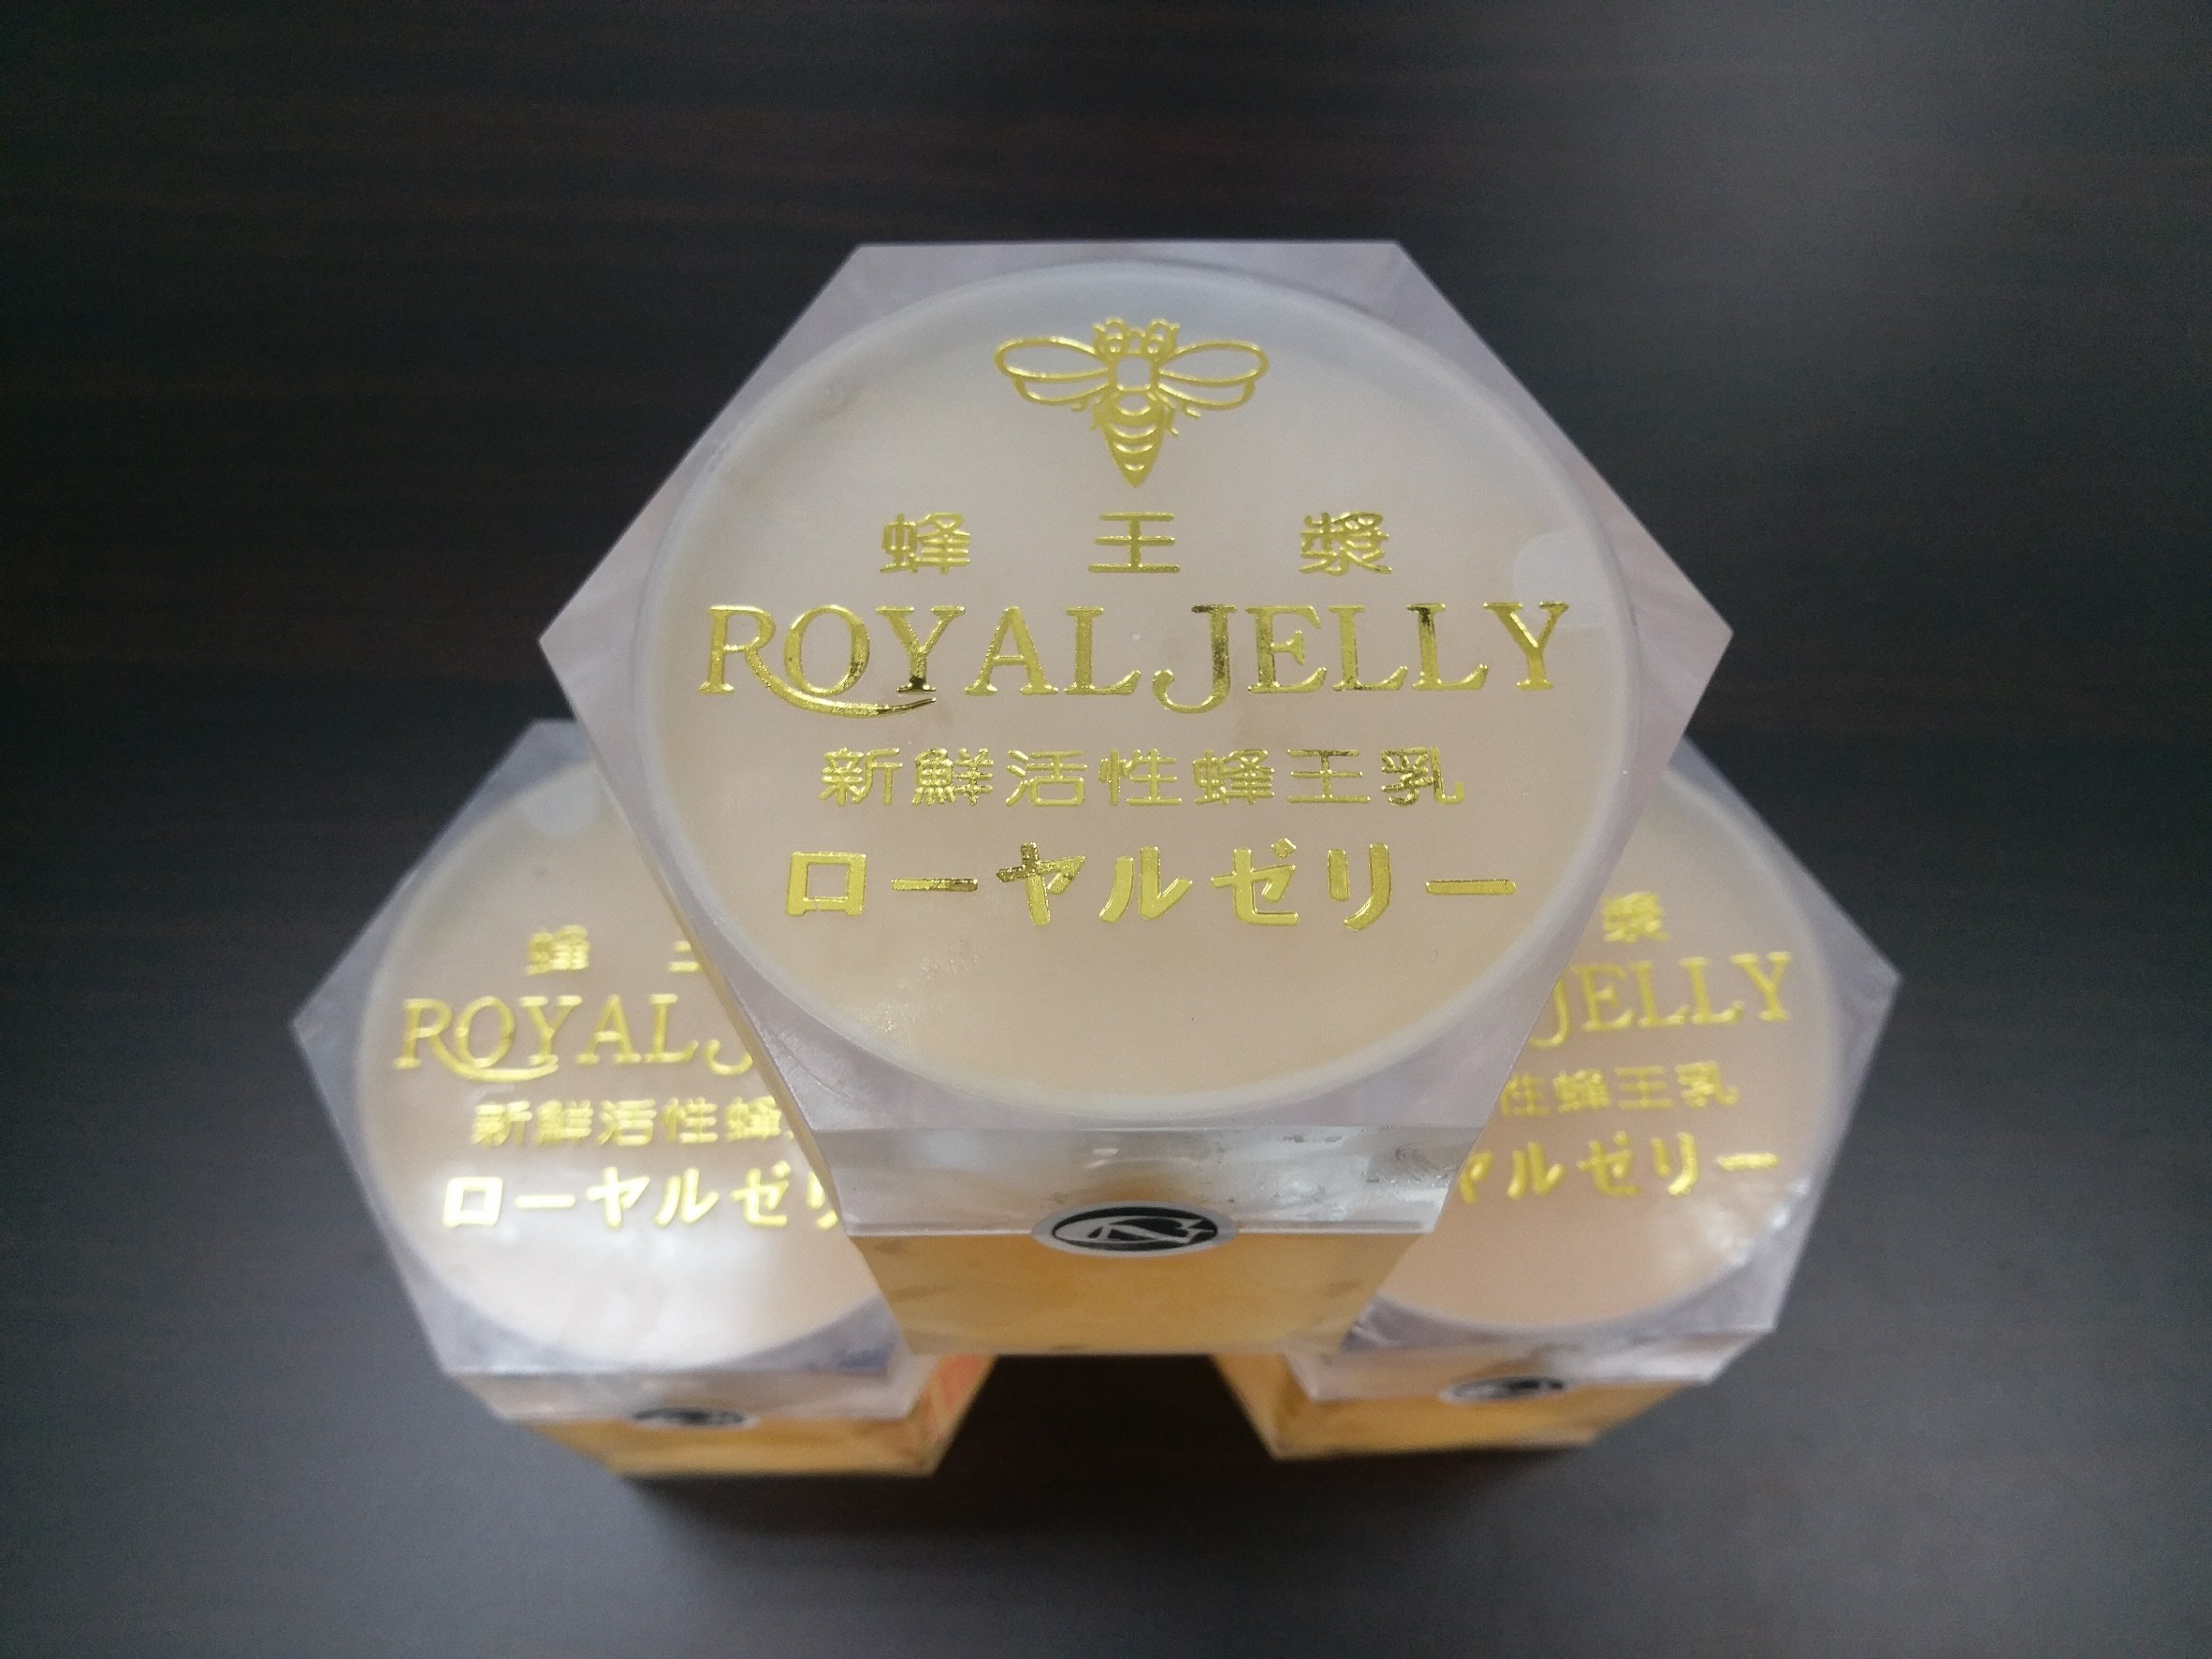 蜂 王 漿
ROYAL JELLY
新鮮活性蜂王乳
ローヤルゼリー
蜂
ROYAL
新鮮活性蜂
ローヤルゼリ
漿
JELLY
性蜂王乳
ヤルゼリー